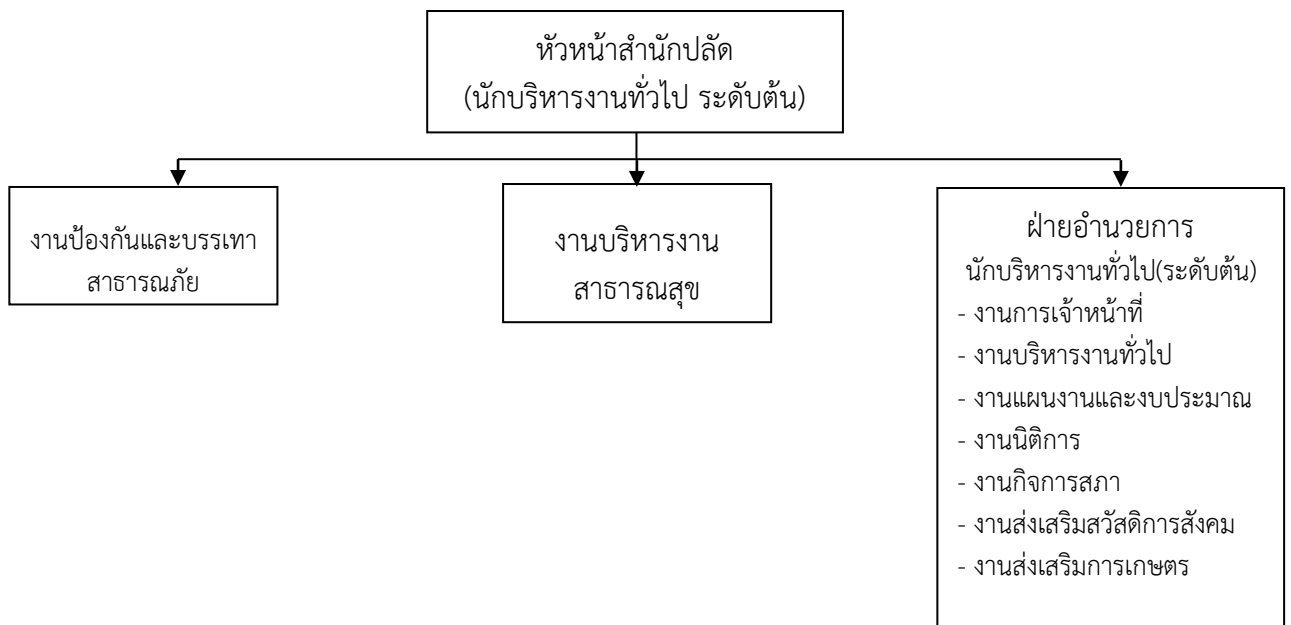 หัวหน้าสำนักปลัด
(นักบริหารงานทั่วไป ระดับต้น)
งานป้องกันและบรรเทา
สาธารณภัย
งานบริหารงาน
สาธารณสุข
ฝ่ายอำนวยการ
นักบริหารงานทั่วไป(ระดับต้น)
- งานการเจ้าหน้าที่
- งานบริหารงานทั่วไป
- งานแผนงานและงบประมาณ
- งานนิติการ
- งานกิจการสภา
- งานส่งเสริมสวัสดิการสังคม
- งานส่งเสริมการเกษตร